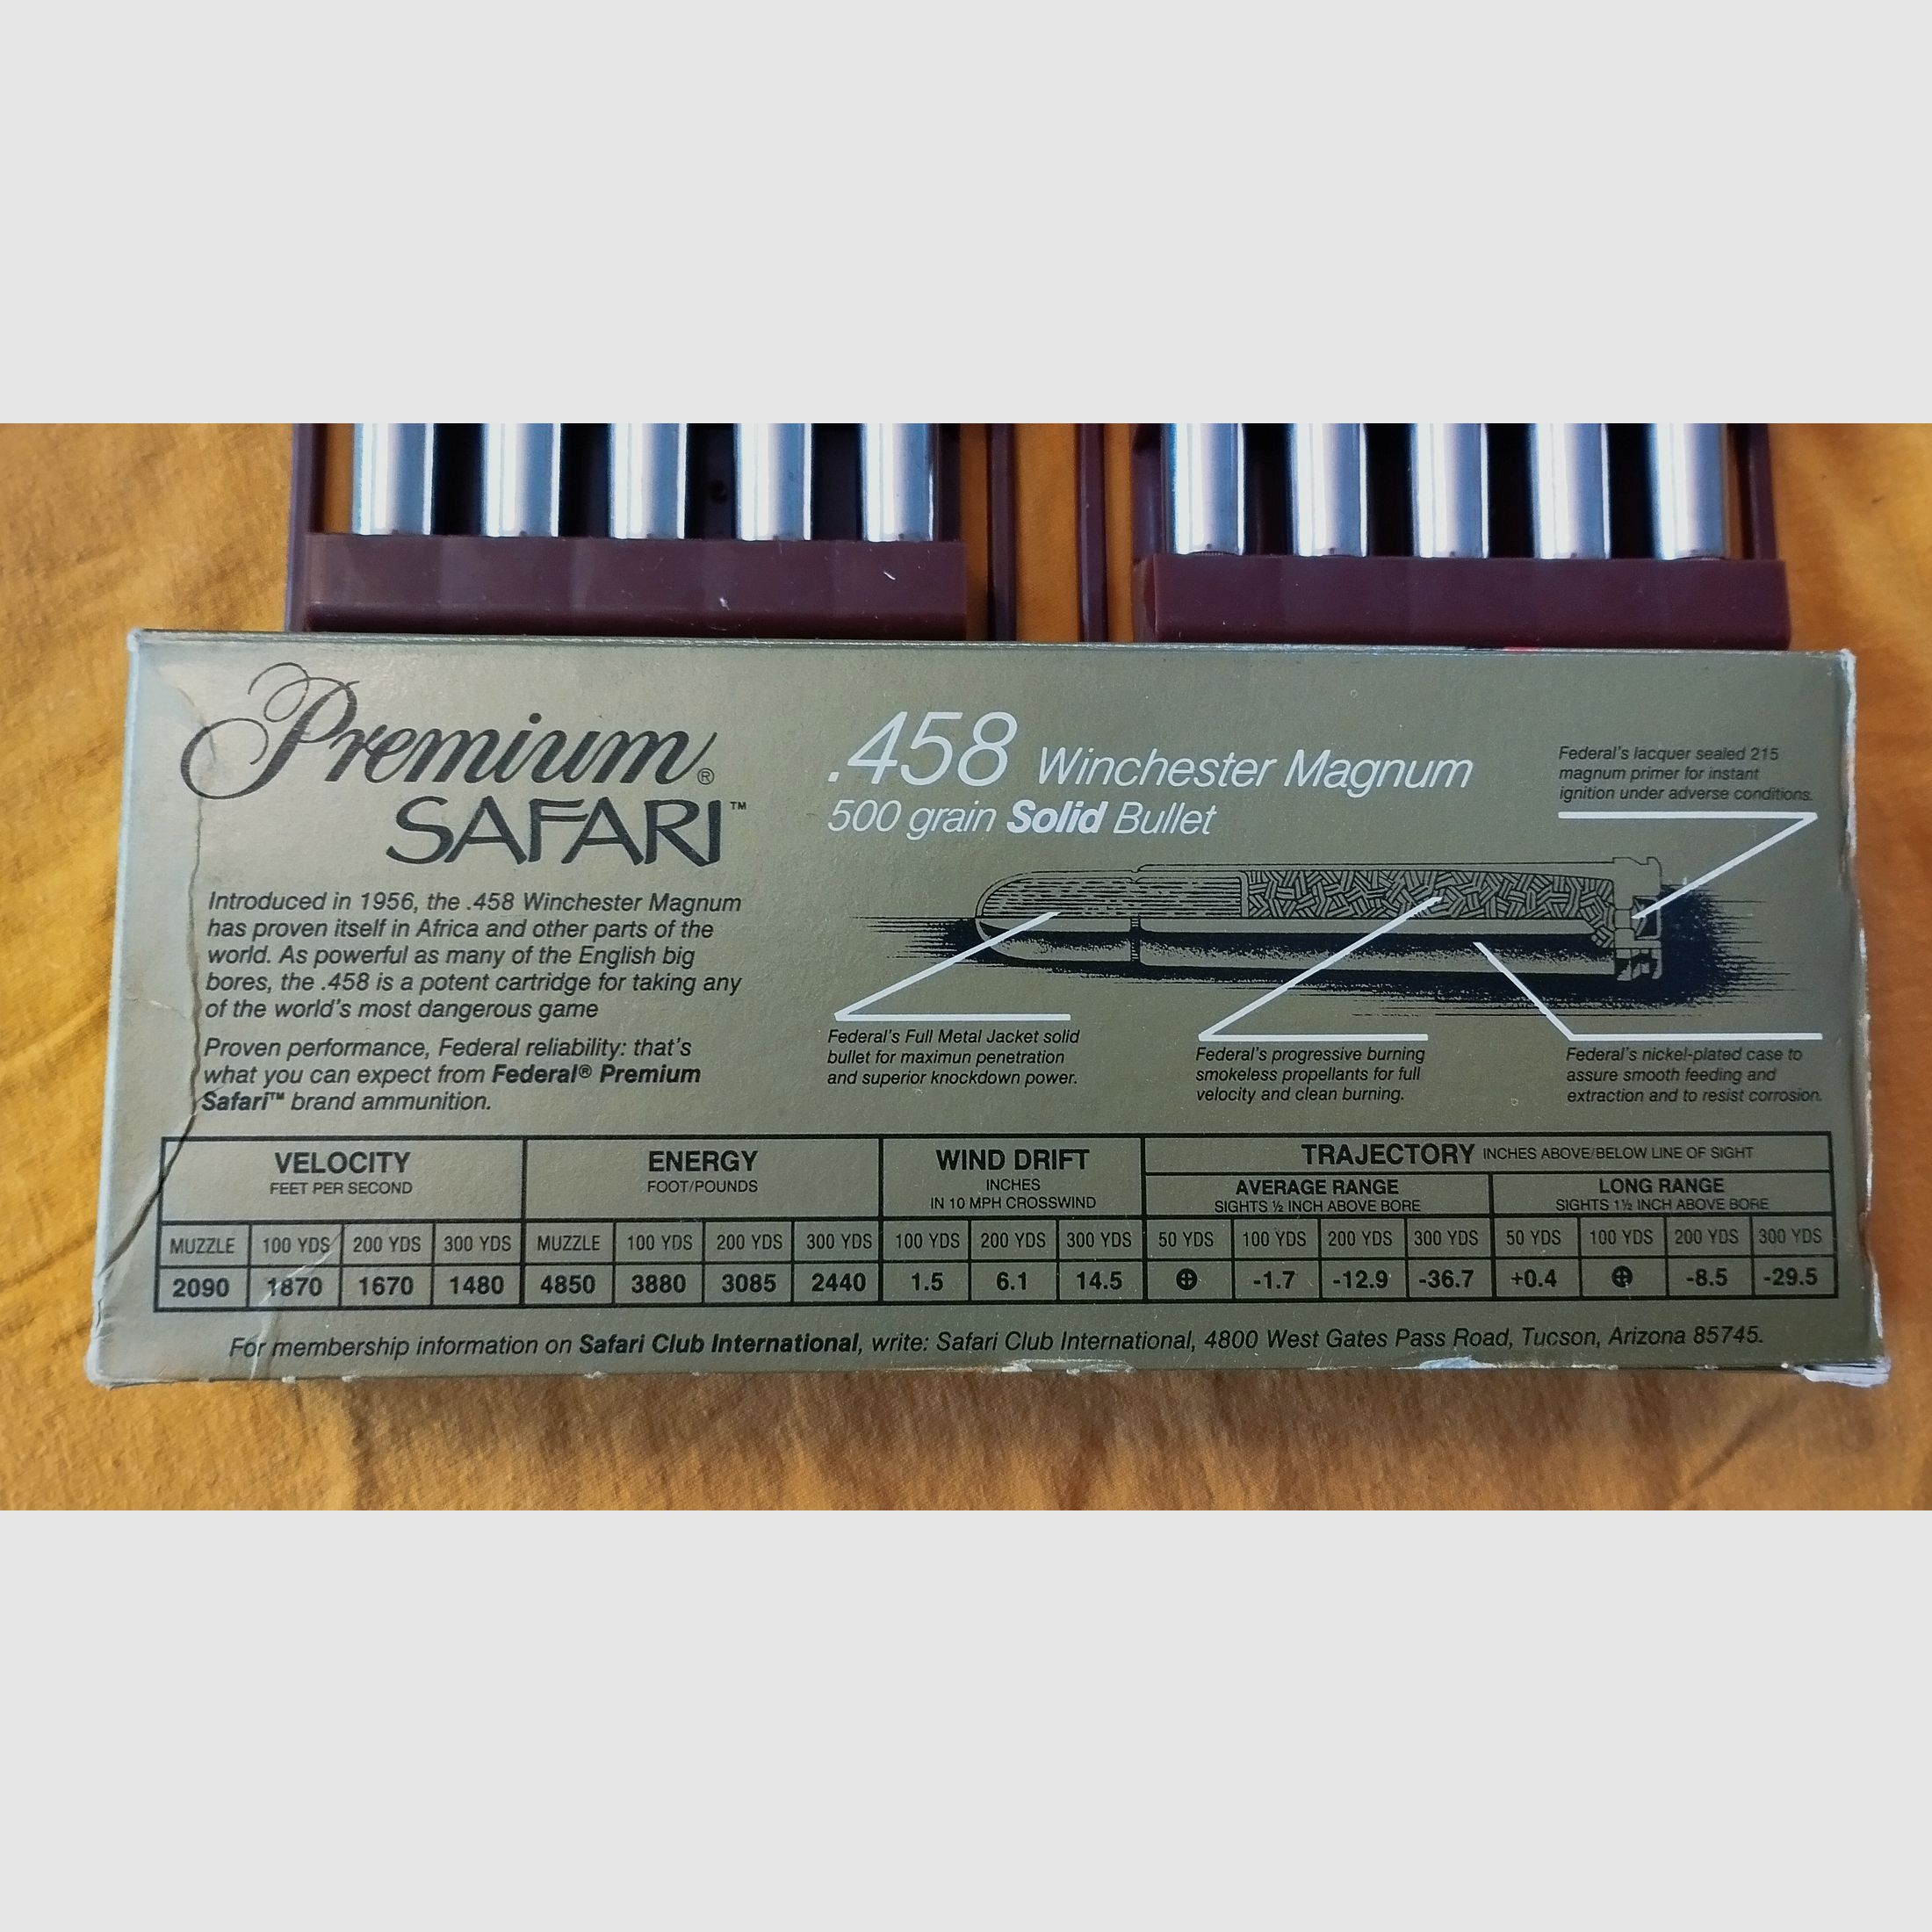 Premium®
SAFARI™
.458 Winchester Magnum
500 grain Solid Bullet
Federal's lacquer sealed 215
magnum primer for instant
ignition under adverse conditions.
Introduced in 1956, the .458 Winchester Magnum
has proven itself in Africa and other parts of the
world. As powerful as many of the English big
bores, the .458 is a potent cartridge for taking any
of the world's most dangerous game
Proven performance, Federal reliability: that's
what you can expect from Federal® Premium
Safari™ brand ammunition.
Federal's Full Metal Jacket solid
bullet for maximun penetration
and superior knockdown power.
Federal's progressive burning
smokeless propellants for full
velocity and clean burning.
Federal's nickel-plated case to
assure smooth feeding and
extraction and to resist corrosion.
VELOCITY
FEET PER SECOND
ENERGY
FOOT/POUNDS
WIND DRIFT
INCHES
IN 10 MPH CROSSWIND
TRAJECTORY INCHES ABOVE/BELOW LINE OF SIGHT
AVERAGE RANGE
SIGHTS ½ INCH ABOVE BORE
LONG RANGE
SIGHTS 1½ INCH ABOVE BORE
MUZZLE 100 YDS 200 YDS 300 YDS MUZZLE 100 YDS 200 YDS 300 YDS 100 YDS 200 YDS 300 YDS 50 YDS 100 YDS 200 YDS 300 YDS 50 YDS 100 YDS 200 YDS 300 YDS
2090 1870 1670 1480 4850 3880 3085 2440 1.5 6.1 14.5 ⊕ -1.7 -12.9 -36.7 +0.4 ⊕ -8.5 -29.5
For membership information on Safari Club International, write: Safari Club International, 4800 West Gates Pass Road, Tucson, Arizona 85745.